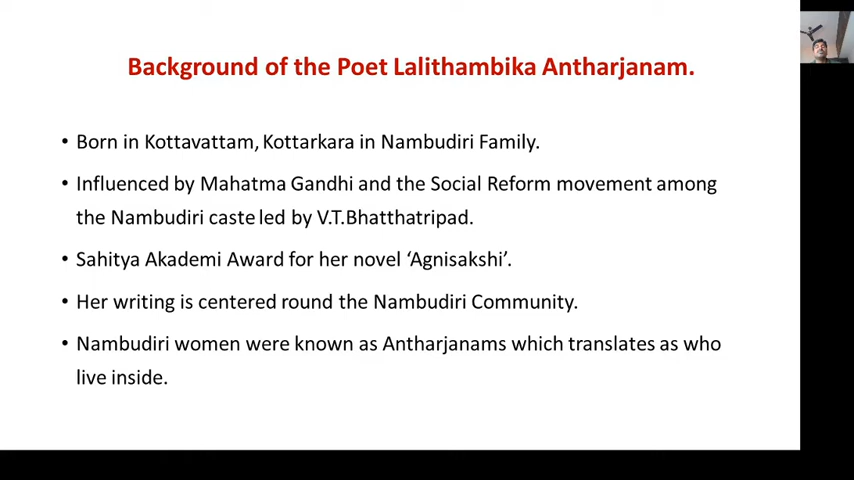 Background of the Poet Lalithambika Antharjanam.
• Born in Kottavattam, Kottarkara in Nambudiri Family.
• Influenced by Mahatma Gandhi and the Social Reform movement among
the Nambudiri caste led by V.T.Bhatthatripad.
• Sahitya Akademi Award for her novel ‘Agnisakshi’.
• Her writing is centered round the Nambudiri Community.
• Nambudiri women were known as Antharjanams which translates as who
live inside.